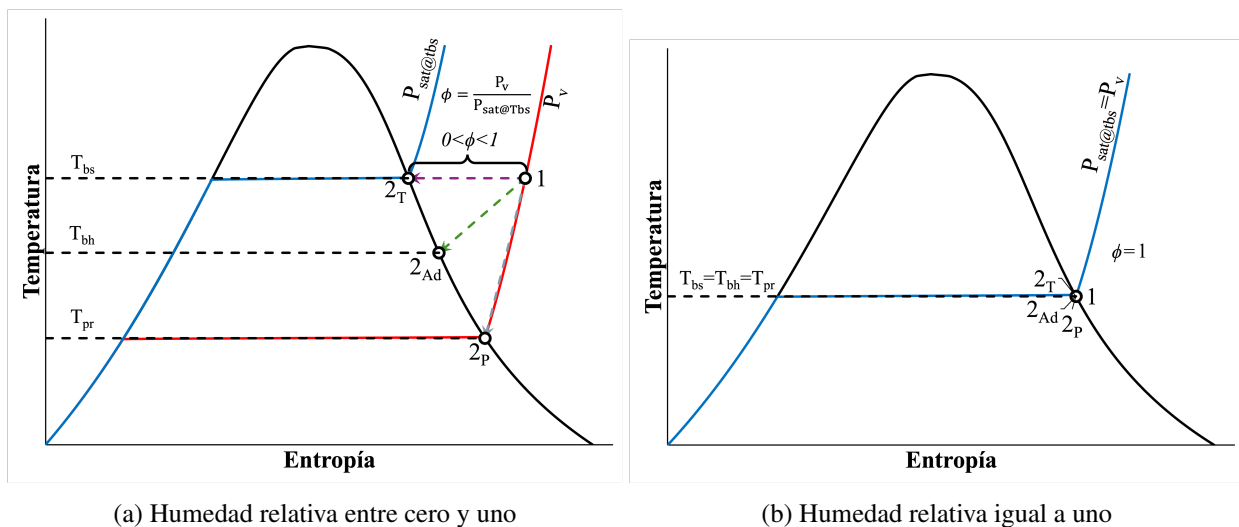 P_sat@tbs
ϕ = P_v / P_sat@Tbs
P_v
0<ϕ<1
T_bs
2_T
1
T_bh
2_Ad
T_pr
2_P
Temperatura
Entropía
(a) Humedad relativa entre cero y uno
P_sat@tbs=P_v
ϕ=1
T_bs=T_bh=T_pr
2_T
1
2_Ad
2_P
Temperatura
Entropía
(b) Humedad relativa igual a uno